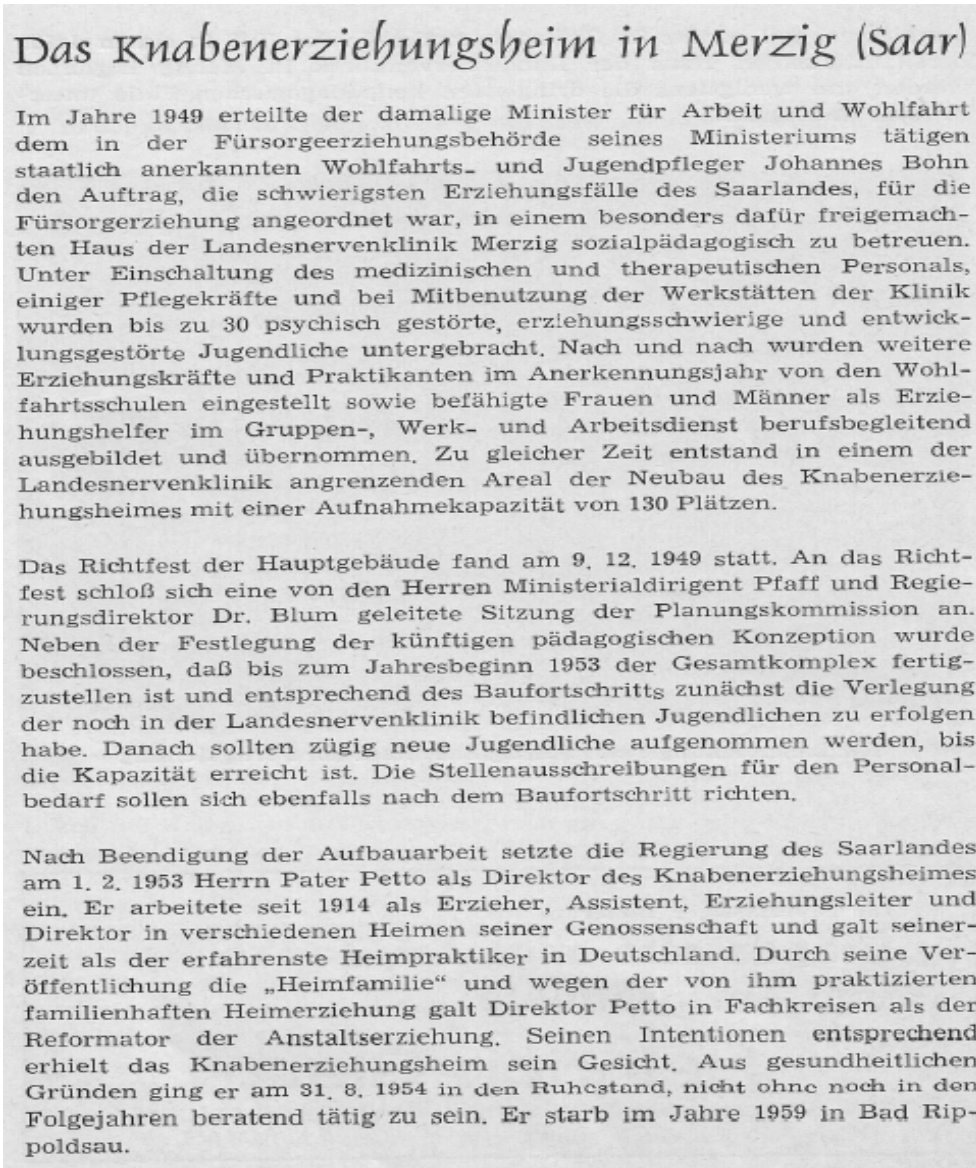 Das Knabenerziehungsheim in Merzig (Saar)
Im Jahre 1949 erteilte der damalige Minister für Arbeit und Wohlfahrt
dem in der Fürsorgeerziehungsbehörde seines Ministeriums tätigen
staatlich anerkannten Wohlfahrts- und Jugendpfleger Johannes Bohn
den Auftrag, die schwierigsten Erziehungsfälle des Saarlandes, für die
Fürsorgerziehung angeordnet war, in einem besonders dafür freigemach-
ten Haus der Landesnervenklinik Merzig sozialpädagogisch zu betreuen.
Unter Einschaltung des medizinischen und therapeutischen Personals,
einiger Pflegekräfte und bei Mitbenutzung der Werkstätten der Klinik
wurden bis zu 30 psychisch gestörte, erziehungsschwierige und entwick-
lungsgestörte Jugendliche untergebracht. Nach und nach wurden weitere
Erziehungskräfte und Praktikanten im Anerkennungsjahr von den Wohl-
fahrtsschulen eingestellt sowie befähigte Frauen und Männer als Erzie-
hungshelfer im Gruppen-, Werk- und Arbeitsdienst berufsbegleitend
ausgebildet und übernommen. Zu gleicher Zeit entstand in einem der
Landesnervenklinik angrenzenden Areal der Neubau des Knabenerzie-
hungsheimes mit einer Aufnahmekapazität von 130 Plätzen.
Das Richtfest der Hauptgebäude fand am 9. 12. 1949 statt. An das Richt-
fest schloß sich eine von den Herren Ministerialdirigent Pfaff und Regie-
rungsdirektor Dr. Blum geleitete Sitzung der Planungskommission an.
Neben der Festlegung der künftigen pädagogischen Konzeption wurde
beschlossen, daß bis zum Jahresbeginn 1953 der Gesamtkomplex fertig-
zustellen ist und entsprechend des Baufortschritts zunächst die Verlegung
der noch in der Landesnervenklinik befindlichen Jugendlichen zu erfolgen
habe. Danach sollten zügig neue Jugendliche aufgenommen werden, bis
die Kapazität erreicht ist. Die Stellenausschreibungen für den Personal-
bedarf sollen sich ebenfalls nach dem Baufortschritt richten.
Nach Beendigung der Aufbauarbeit setzte die Regierung des Saarlandes
am 1. 2. 1953 Herrn Pater Petto als Direktor des Knabenerziehungsheimes
ein. Er arbeitete seit 1914 als Erzieher, Assistent, Erziehungsleiter und
Direktor in verschiedenen Heimen seiner Genossenschaft und galt seiner-
zeit als der erfahrenste Heimpraktiker in Deutschland. Durch seine Ver-
öffentlichung die „Heimfamilie“ und wegen der von ihm praktizierten
familienhaften Heimerziehung galt Direktor Petto in Fachkreisen als der
Reformator der Anstaltserziehung. Seinen Intentionen entsprechend
erhielt das Knabenerziehungsheim sein Gesicht. Aus gesundheitlichen
Gründen ging er am 31. 8. 1954 in den Ruhestand, nicht ohne noch in den
Folgejahren beratend tätig zu sein. Er starb im Jahre 1959 in Bad Rip-
poldsau.